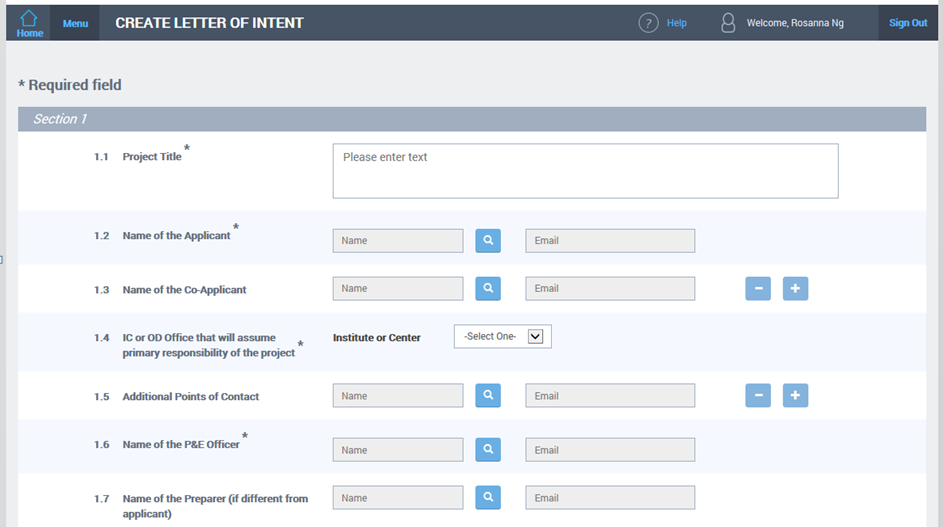 Home Menu CREATE LETTER OF INTENT ? Help Welcome, Rosanna Ng Sign Out
* Required field
Section 1
1.1 Project Title * Please enter text
1.2 Name of the Applicant * Name Email
1.3 Name of the Co-Applicant Name Email − +
1.4 IC or OD Office that will assume
primary responsibility of the project * Institute or Center -Select One-
1.5 Additional Points of Contact Name Email − +
1.6 Name of the P&E Officer * Name Email
1.7 Name of the Preparer (if different from
applicant) Name Email